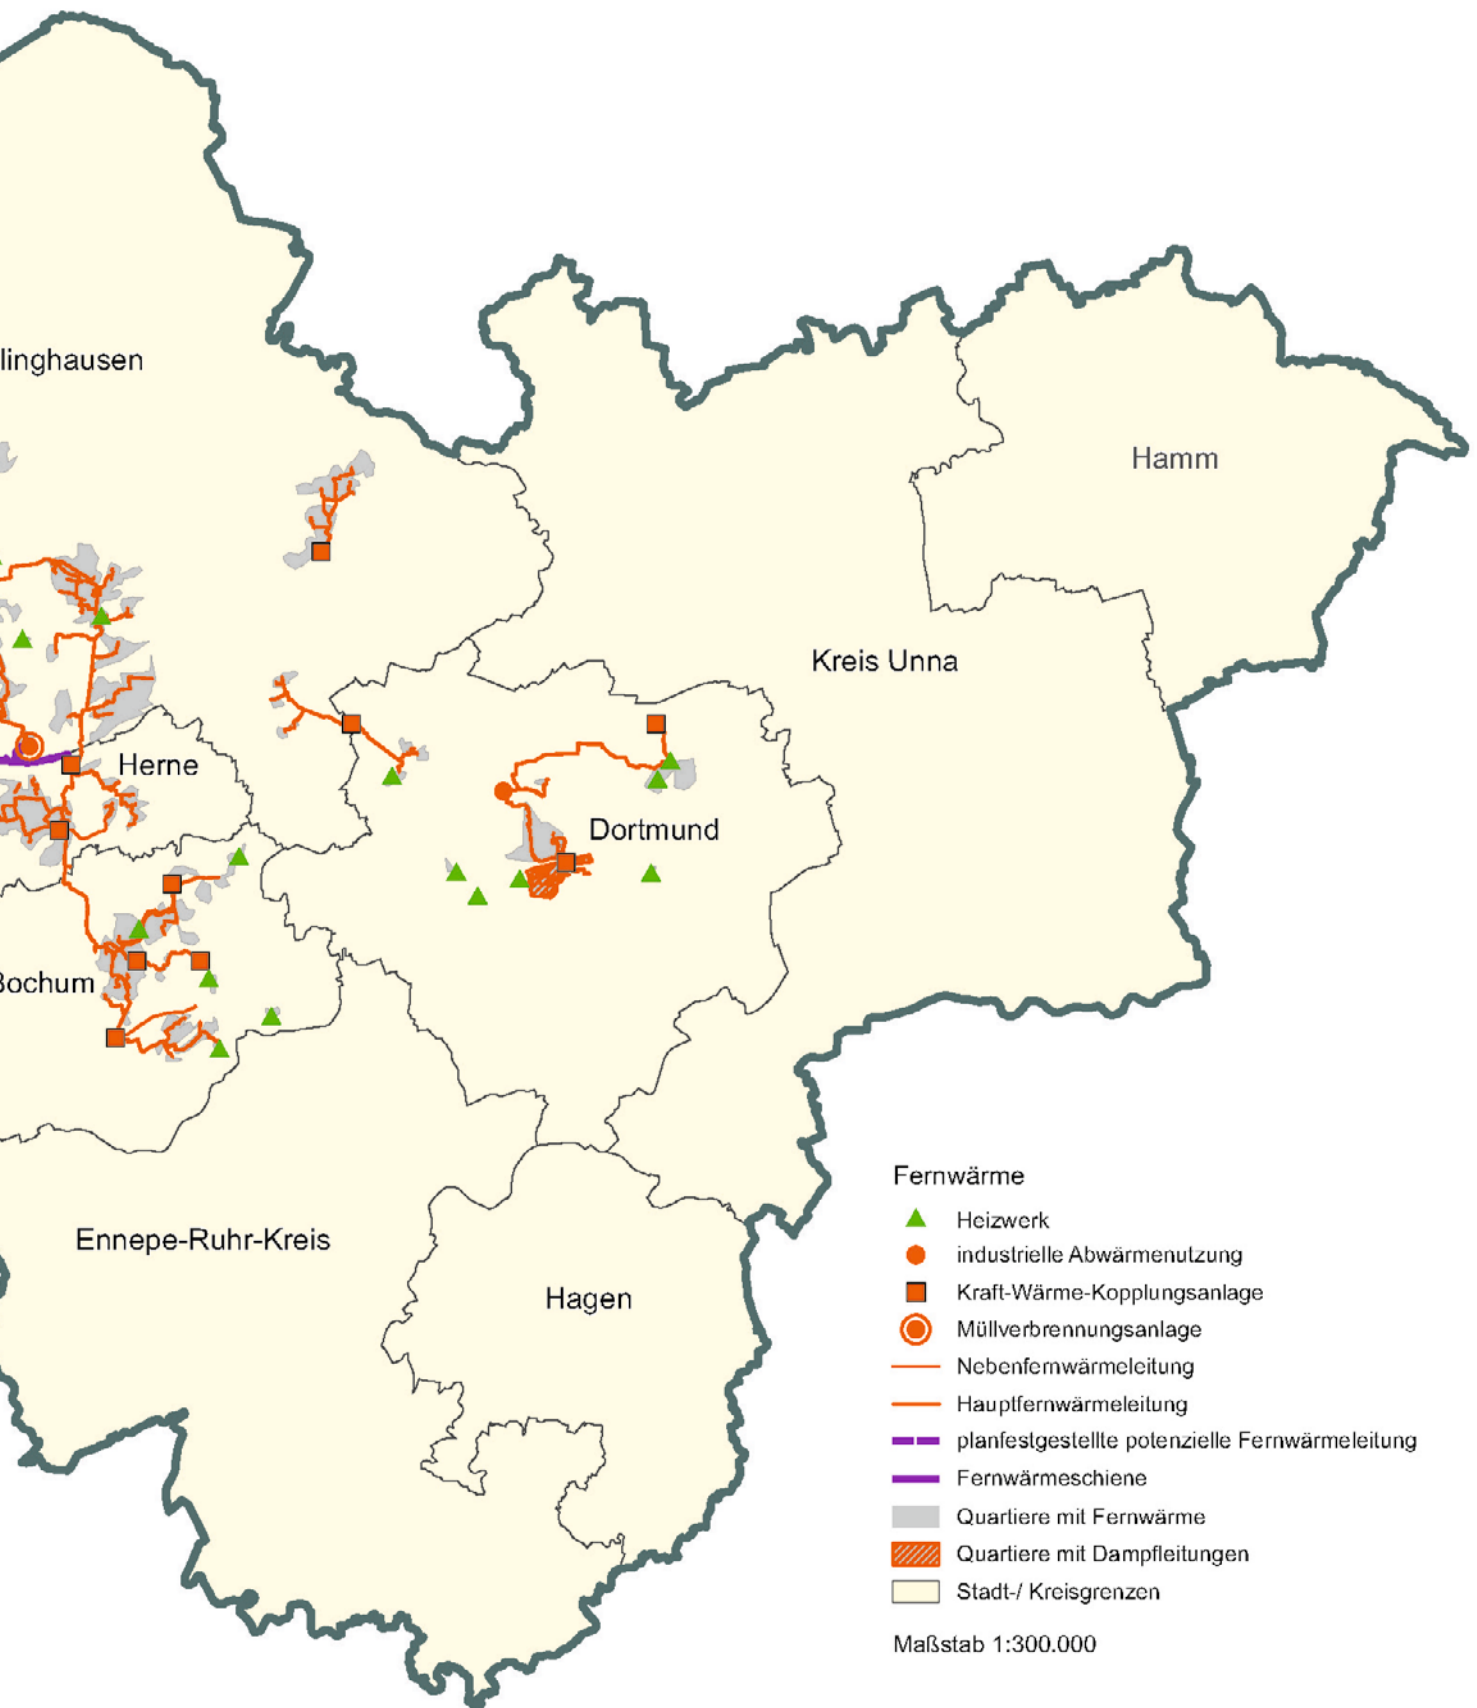 linghausen
Hamm
Kreis Unna
Herne
Dortmund
Bochum
Ennepe-Ruhr-Kreis
Hagen
Fernwärme
Heizwerk
industrielle Abwärmenutzung
Kraft-Wärme-Kopplungsanlage
Müllverbrennungsanlage
Nebenfernwärmeleitung
Hauptfernwärmeleitung
planfestgestellte potenzielle Fernwärmeleitung
Fernwärmeschiene
Quartiere mit Fernwärme
Quartiere mit Dampfleitungen
Stadt-/ Kreisgrenzen
Maßstab 1:300.000